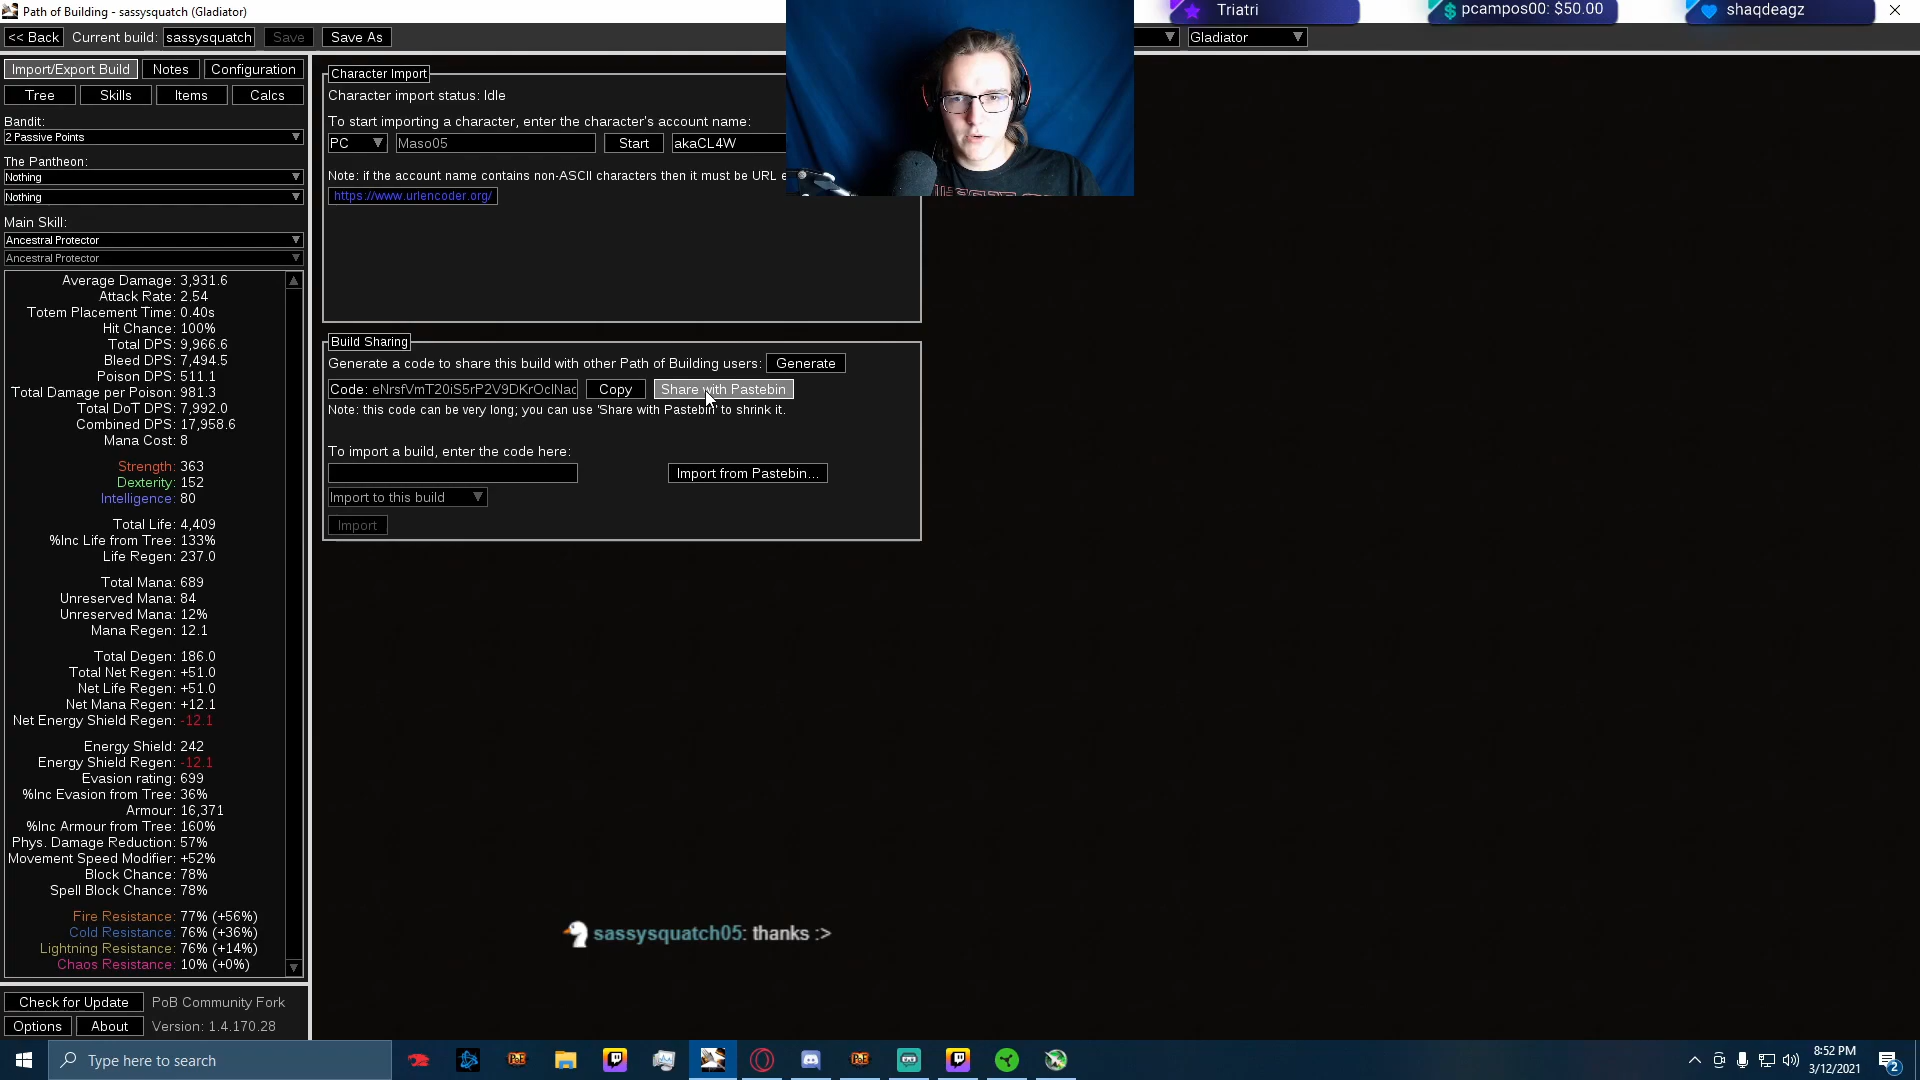 Path of Building - sassysquatch (Gladiator)
Triatri
pcampos00: $50.00
shaqdeagz
<< Back
Current build: sassysquatch
Save
Save As
Gladiator
Import/Export Build
Notes
Configuration
Tree
Skills
Items
Calcs
Bandit:
2 Passive Points
The Pantheon:
Nothing
Nothing
Main Skill:
Ancestral Protector
Ancestral Protector
Average Damage: 3,931.6
Attack Rate: 2.54
Totem Placement Time: 0.40s
Hit Chance: 100%
Total DPS: 9,966.6
Bleed DPS: 7,494.5
Poison DPS: 511.1
Total Damage per Poison: 981.3
Total DoT DPS: 7,992.0
Combined DPS: 17,958.6
Mana Cost: 8
Strength: 363
Dexterity: 152
Intelligence: 80
Total Life: 4,409
%Inc Life from Tree: 133%
Life Regen: 237.0
Total Mana: 689
Unreserved Mana: 84
Unreserved Mana: 12%
Mana Regen: 12.1
Total Degen: 186.0
Total Net Regen: +51.0
Net Life Regen: +51.0
Net Mana Regen: +12.1
Net Energy Shield Regen: -12.1
Energy Shield: 242
Energy Shield Regen: -12.1
Evasion rating: 699
%Inc Evasion from Tree: 36%
Armour: 16,371
%Inc Armour from Tree: 160%
Phys. Damage Reduction: 57%
Movement Speed Modifier: +52%
Block Chance: 78%
Spell Block Chance: 78%
Fire Resistance: 77% (+56%)
Cold Resistance: 76% (+36%)
Lightning Resistance: 76% (+14%)
Chaos Resistance: 10% (+0%)
Check for Update
PoB Community Fork
Options
About
Version: 1.4.170.28
Character Import
Character import status: Idle
To start importing a character, enter the character's account name:
PC
Maso05
Start
akaCL4W
Note: if the account name contains non-ASCII characters then it must be URL e
https://www.urlencoder.org/
Build Sharing
Generate a code to share this build with other Path of Building users:
Generate
Code: eNrsfVmT20iS5rP2V9DKrOclNac
Copy
Share with Pastebin
Note: this code can be very long; you can use 'Share with Pastebin' to shrink it.
To import a build, enter the code here:
Import from Pastebin...
Import to this build
Import
sassysquatch05: thanks :>
Type here to search
PoE
PoE
8:52 PM
3/12/2021
2